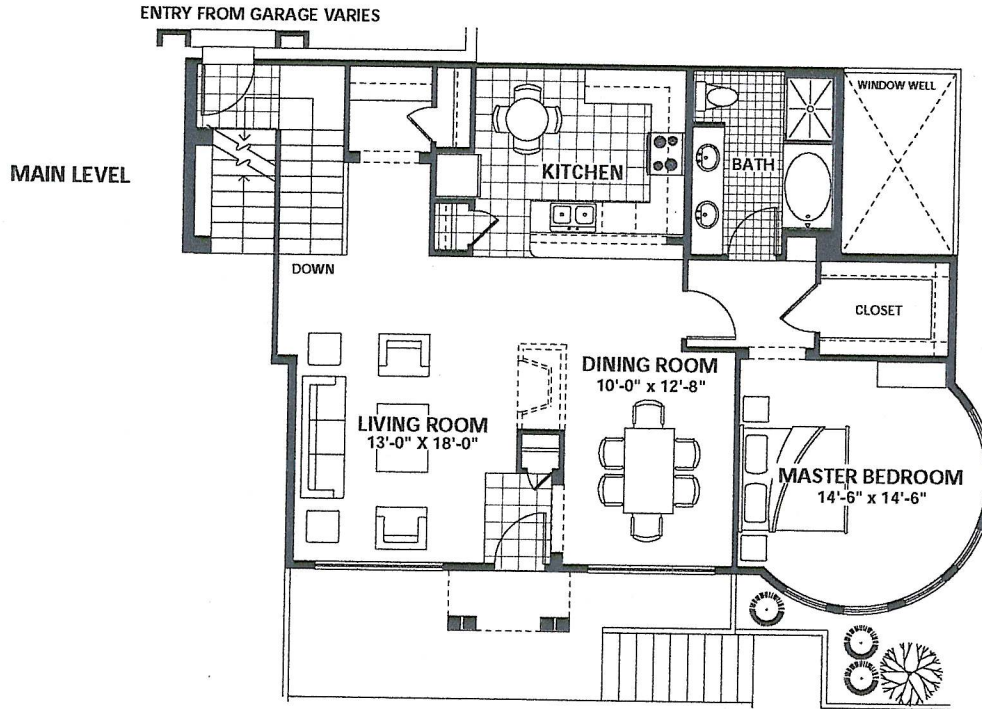 ENTRY FROM GARAGE VARIES
MAIN LEVEL
WINDOW WELL
KITCHEN
BATH
DOWN
CLOSET
DINING ROOM
10'-0" x 12'-8"
LIVING ROOM
13'-0" X 18'-0"
MASTER BEDROOM
14'-6" x 14'-6"